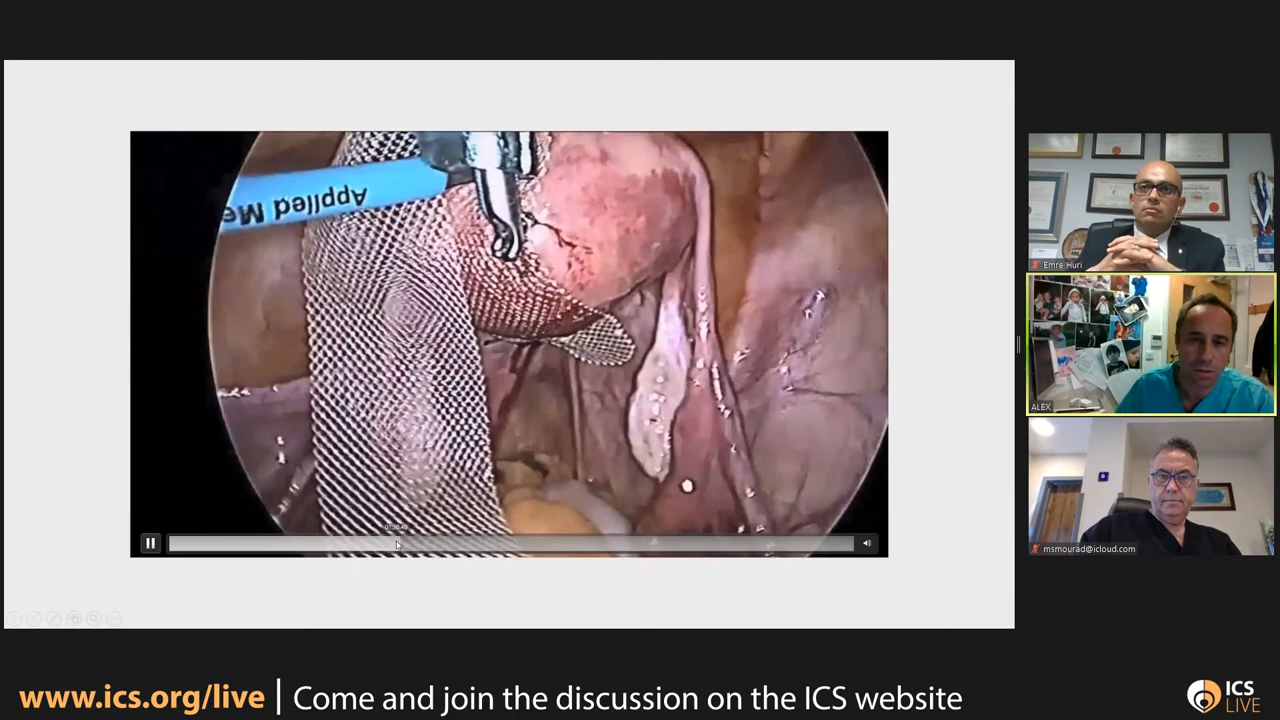 Applied Me
Emre Huri
ALEX
msmourad@icloud.com
www.ics.org/live | Come and join the discussion on the ICS website
ICS
LIVE